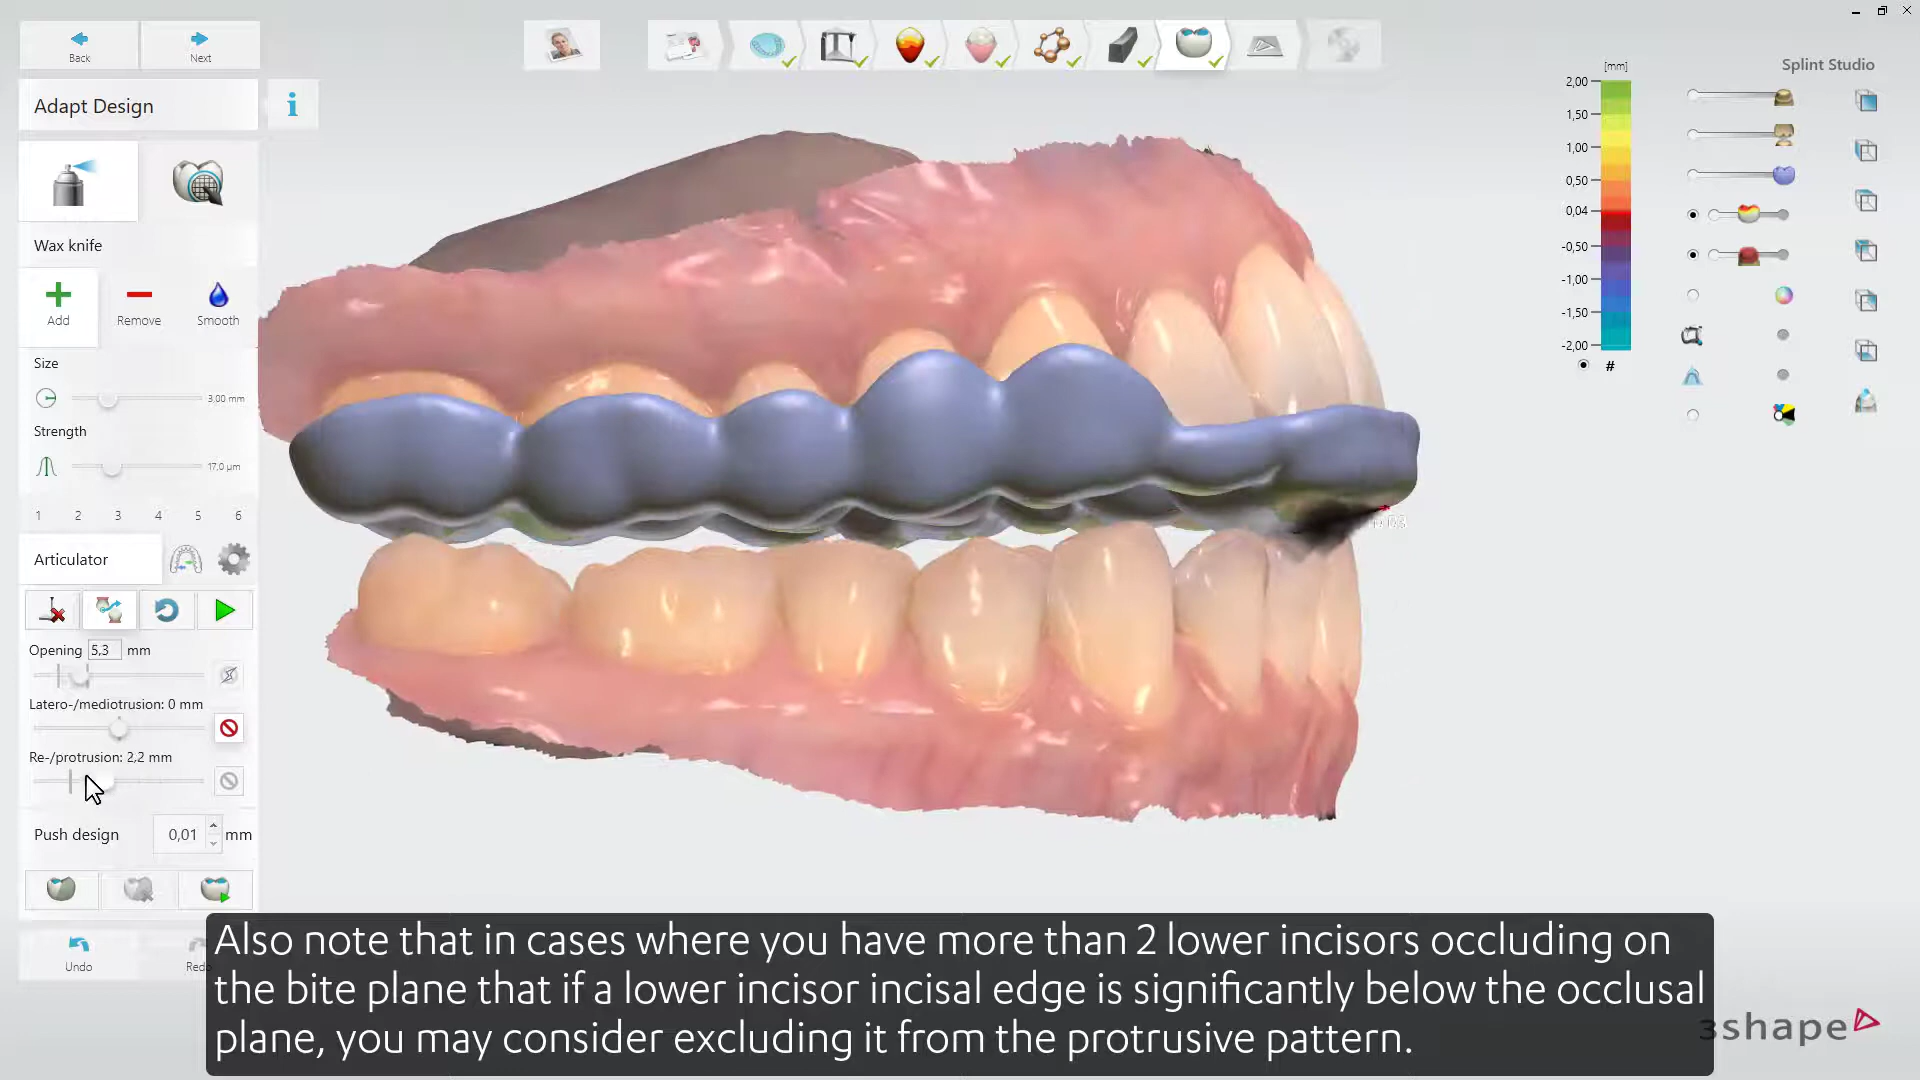 Back
Next
Adapt Design
Wax knife
Add
Remove
Smooth
Size
3,00 mm
Strength
17,0 µm
1 2 3 4 5 6
Articulator
Opening 5,3 mm
Latero-/mediotrusion: 0 mm
Re-/protrusion: 2,2 mm
Push design 0,01 mm
Undo
Redo
Splint Studio
[mm]
2,00
1,50
1,00
0,50
0,04
-0,50
-1,00
-1,50
-2,00
#
Also note that in cases where you have more than 2 lower incisors occluding on
the bite plane that if a lower incisor incisal edge is significantly below the occlusal
plane, you may consider excluding it from the protrusive pattern.
3shape